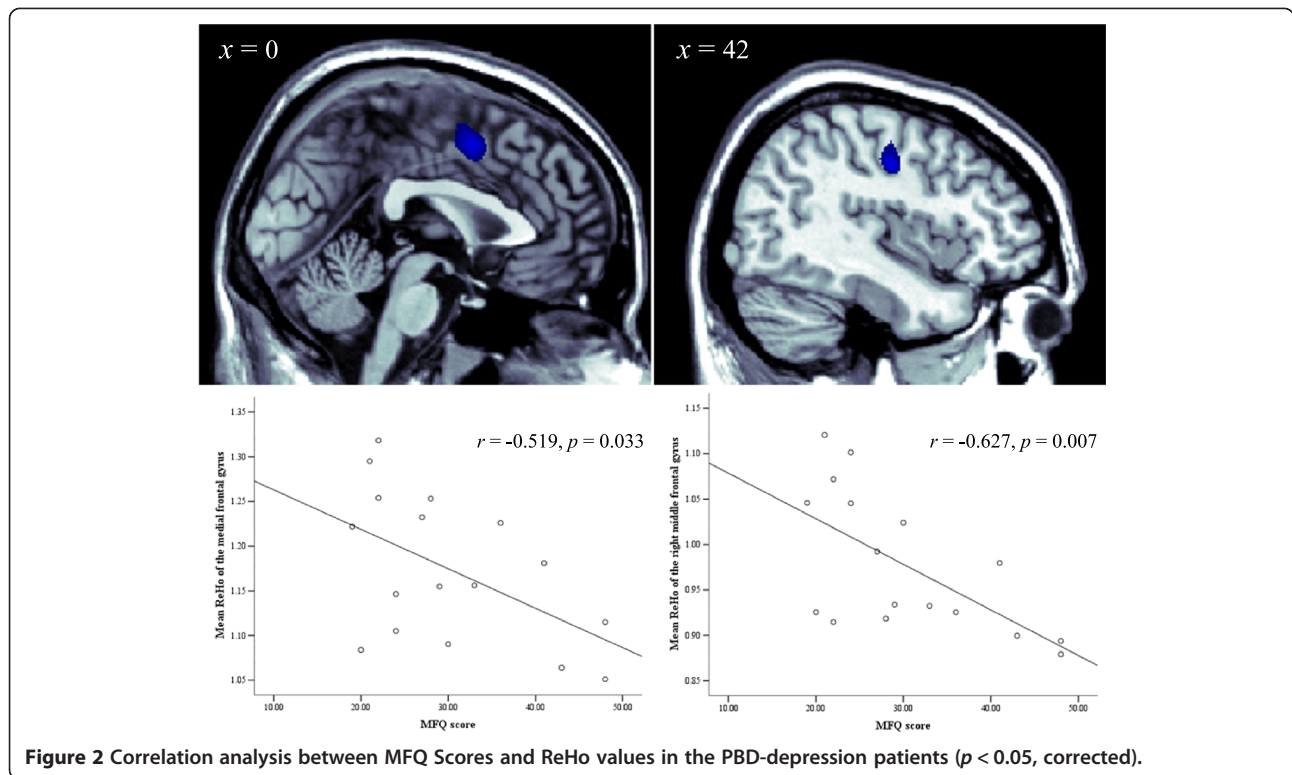 x = 0
x = 42
r = -0.519, p = 0.033
Mean ReHo of the medial frontal gyrus
1.35
1.30
1.25
1.20
1.15
1.10
1.05
10.00 20.00 30.00 40.00 50.00
MFQ score
r = -0.627, p = 0.007
Mean ReHo of the right middle frontal gyrus
1.15
1.10
1.05
1.00
0.95
0.90
0.85
10.00 20.00 30.00 40.00 50.00
MFQ score
Figure 2 Correlation analysis between MFQ Scores and ReHo values in the PBD-depression patients (p < 0.05, corrected).